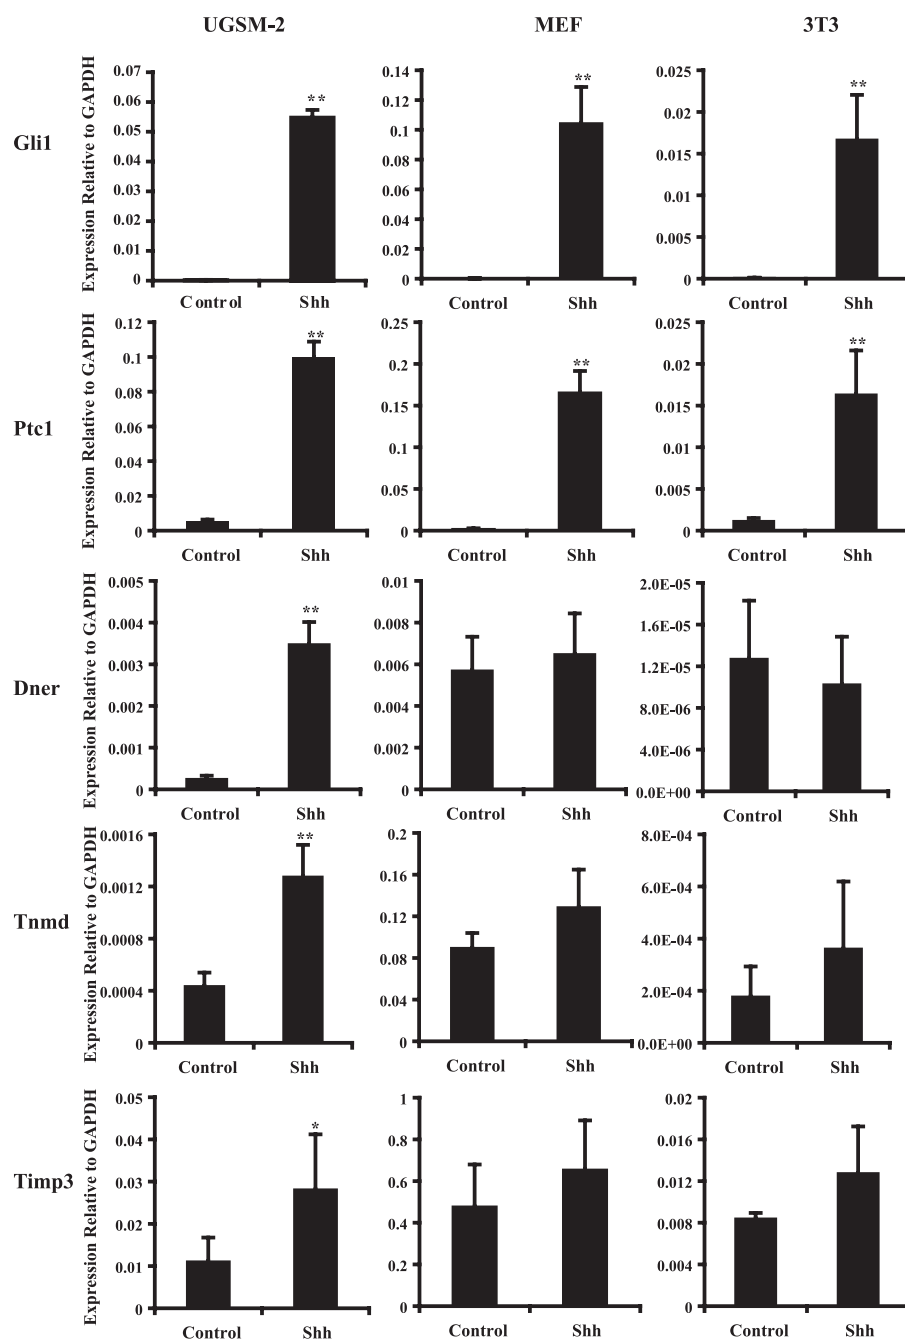 UGSM-2 MEF 3T3
Gli1
Expression Relative to GAPDH
0.07
0.06
0.05
0.04
0.03
0.02
0.01
0
**
Control Shh
0.14
0.12
0.1
0.08
0.06
0.04
0.02
0
**
Control Shh
0.025
0.02
0.015
0.01
0.005
0
**
Control Shh
Ptc1
Expression Relative to GAPDH
0.12
0.1
0.08
0.06
0.04
0.02
0
**
Control Shh
0.25
0.2
0.15
0.1
0.05
0
**
Control Shh
0.025
0.02
0.015
0.01
0.005
0
**
Control Shh
Dner
Expression Relative to GAPDH
0.005
0.004
0.003
0.002
0.001
0
**
Control Shh
0.01
0.008
0.006
0.004
0.002
0
Control Shh
2.0E-05
1.6E-05
1.2E-05
8.0E-06
4.0E-06
0.0E+00
Control Shh
Tnmd
Expression Relative to GAPDH
0.0016
0.0012
0.0008
0.0004
0
**
Control Shh
0.2
0.16
0.12
0.08
0.04
0
Control Shh
8.0E-04
6.0E-04
4.0E-04
2.0E-04
0.0E+00
Control Shh
Timp3
Expression Relative to GAPDH
0.05
0.04
0.03
0.02
0.01
0
*
Control Shh
1
0.8
0.6
0.4
0.2
0
Control Shh
0.02
0.016
0.012
0.008
0.004
0
Control Shh